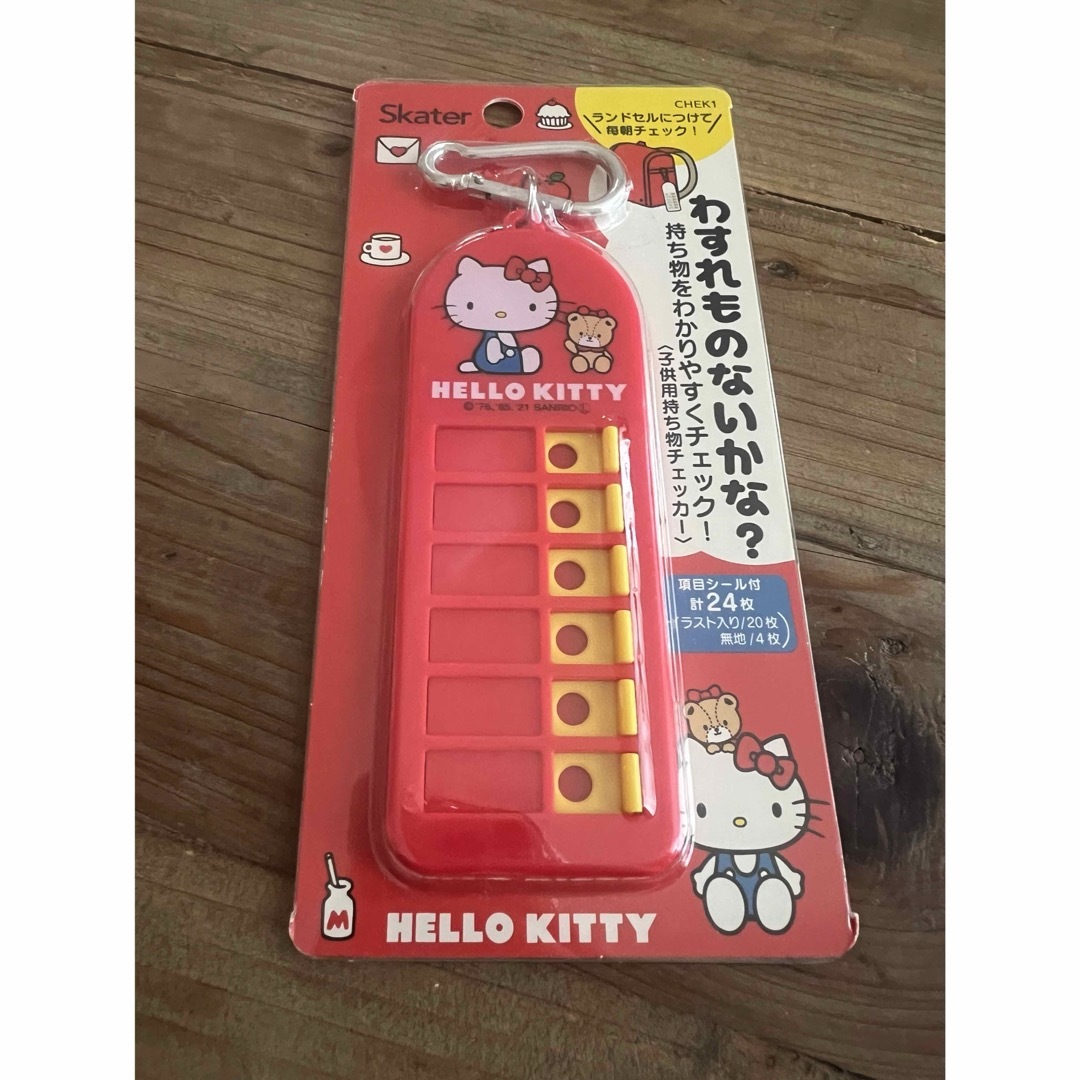 Skater
CHEK1
ランドセルにつけて
毎朝チェック！
わすれものないかな？
持ち物をわかりやすくチェック！
〈子供用持ち物チェッカー〉
HELLO KITTY
©'76,'85,'21 SANRIO Ⓛ
項目シール付
計24枚
イラスト入り/20枚
無地/4枚
M
HELLO KITTY